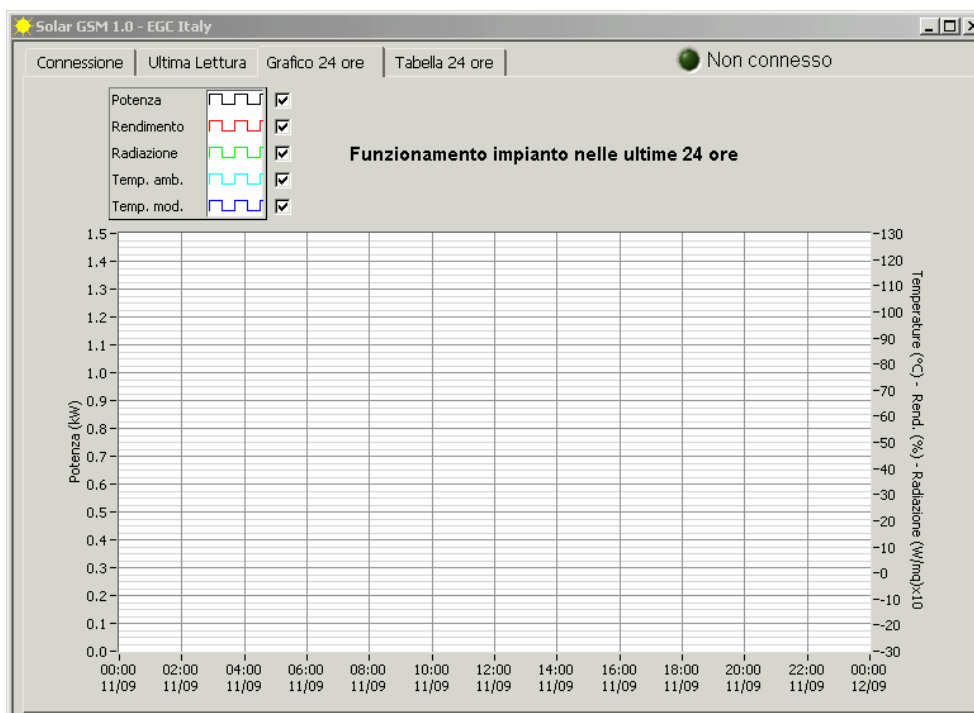 Solar GSM 1.0 - EGC Italy
Connessione
Ultima Lettura
Grafico 24 ore
Tabella 24 ore
Non connesso
Potenza
Rendimento
Radiazione
Temp. amb.
Temp. mod.
Funzionamento impianto nelle ultime 24 ore
Potenza (kW)
1.5
1.4
1.3
1.2
1.1
1.0
0.9
0.8
0.7
0.6
0.5
0.4
0.3
0.2
0.1
0.0
130
120
110
100
90
80
70
60
50
40
30
20
10
0
-10
-20
-30
Temperature (°C) - Rend. (%) - Radiazione (W/mq)x10
00:00 02:00 04:00 06:00 08:00 10:00 12:00 14:00 16:00 18:00 20:00 22:00 00:00
11/09 11/09 11/09 11/09 11/09 11/09 11/09 11/09 11/09 11/09 11/09 11/09 12/09